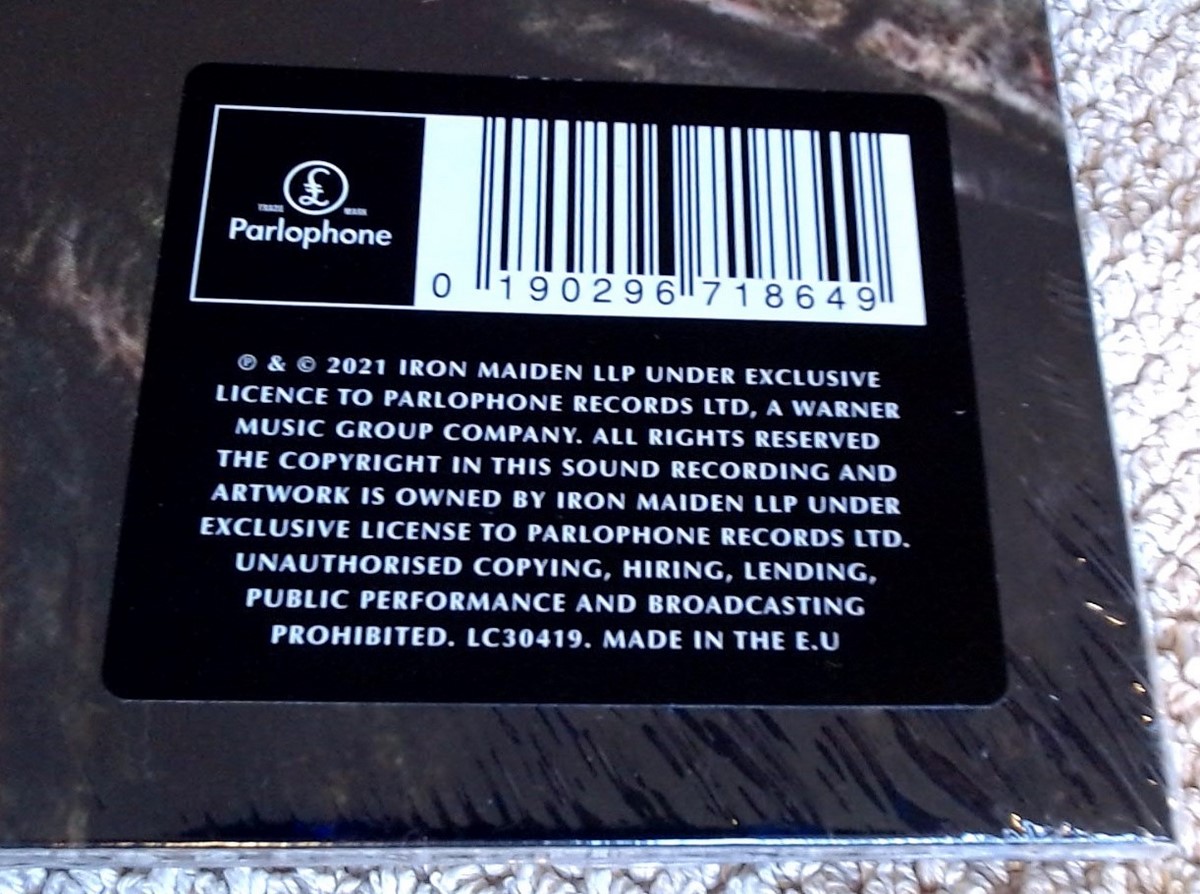 TRADE MARK
Parlophone
0 190296 718649
℗ & © 2021 IRON MAIDEN LLP UNDER EXCLUSIVE
LICENCE TO PARLOPHONE RECORDS LTD, A WARNER
MUSIC GROUP COMPANY. ALL RIGHTS RESERVED
THE COPYRIGHT IN THIS SOUND RECORDING AND
ARTWORK IS OWNED BY IRON MAIDEN LLP UNDER
EXCLUSIVE LICENSE TO PARLOPHONE RECORDS LTD.
UNAUTHORISED COPYING, HIRING, LENDING,
PUBLIC PERFORMANCE AND BROADCASTING
PROHIBITED. LC30419. MADE IN THE E.U